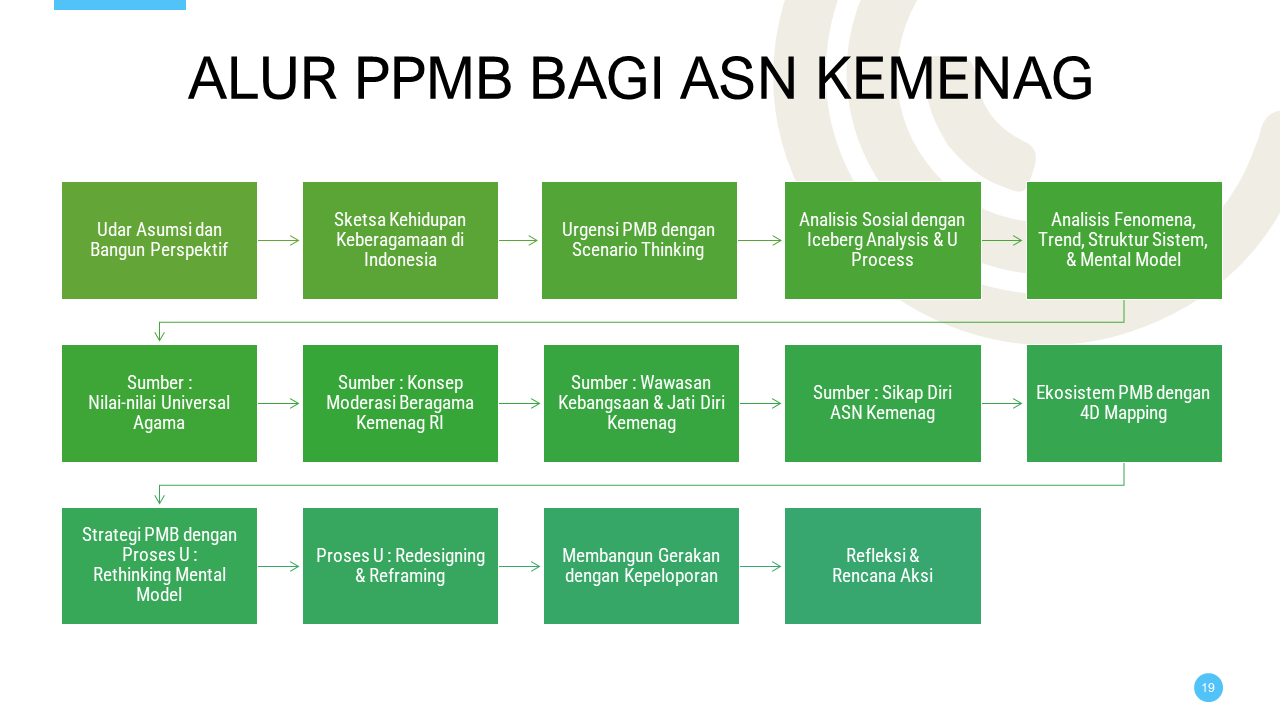 ALUR PPMB BAGI ASN KEMENAG
Udar Asumsi dan
Bangun Perspektif
Sketsa Kehidupan
Keberagamaan di
Indonesia
Urgensi PMB dengan
Scenario Thinking
Analisis Sosial dengan
Iceberg Analysis & U
Process
Analisis Fenomena,
Trend, Struktur Sistem,
& Mental Model
Sumber :
Nilai-nilai Universal
Agama
Sumber : Konsep
Moderasi Beragama
Kemenag RI
Sumber : Wawasan
Kebangsaan & Jati Diri
Kemenag
Sumber : Sikap Diri
ASN Kemenag
Ekosistem PMB dengan
4D Mapping
Strategi PMB dengan
Proses U :
Rethinking Mental
Model
Proses U : Redesigning
& Reframing
Membangun Gerakan
dengan Kepeloporan
Refleksi &
Rencana Aksi
19